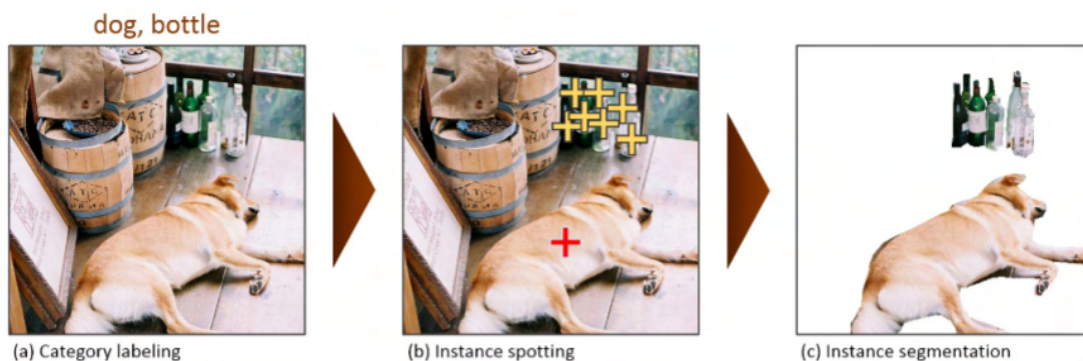 dog, bottle
(a) Category labeling
(b) Instance spotting
(c) Instance segmentation